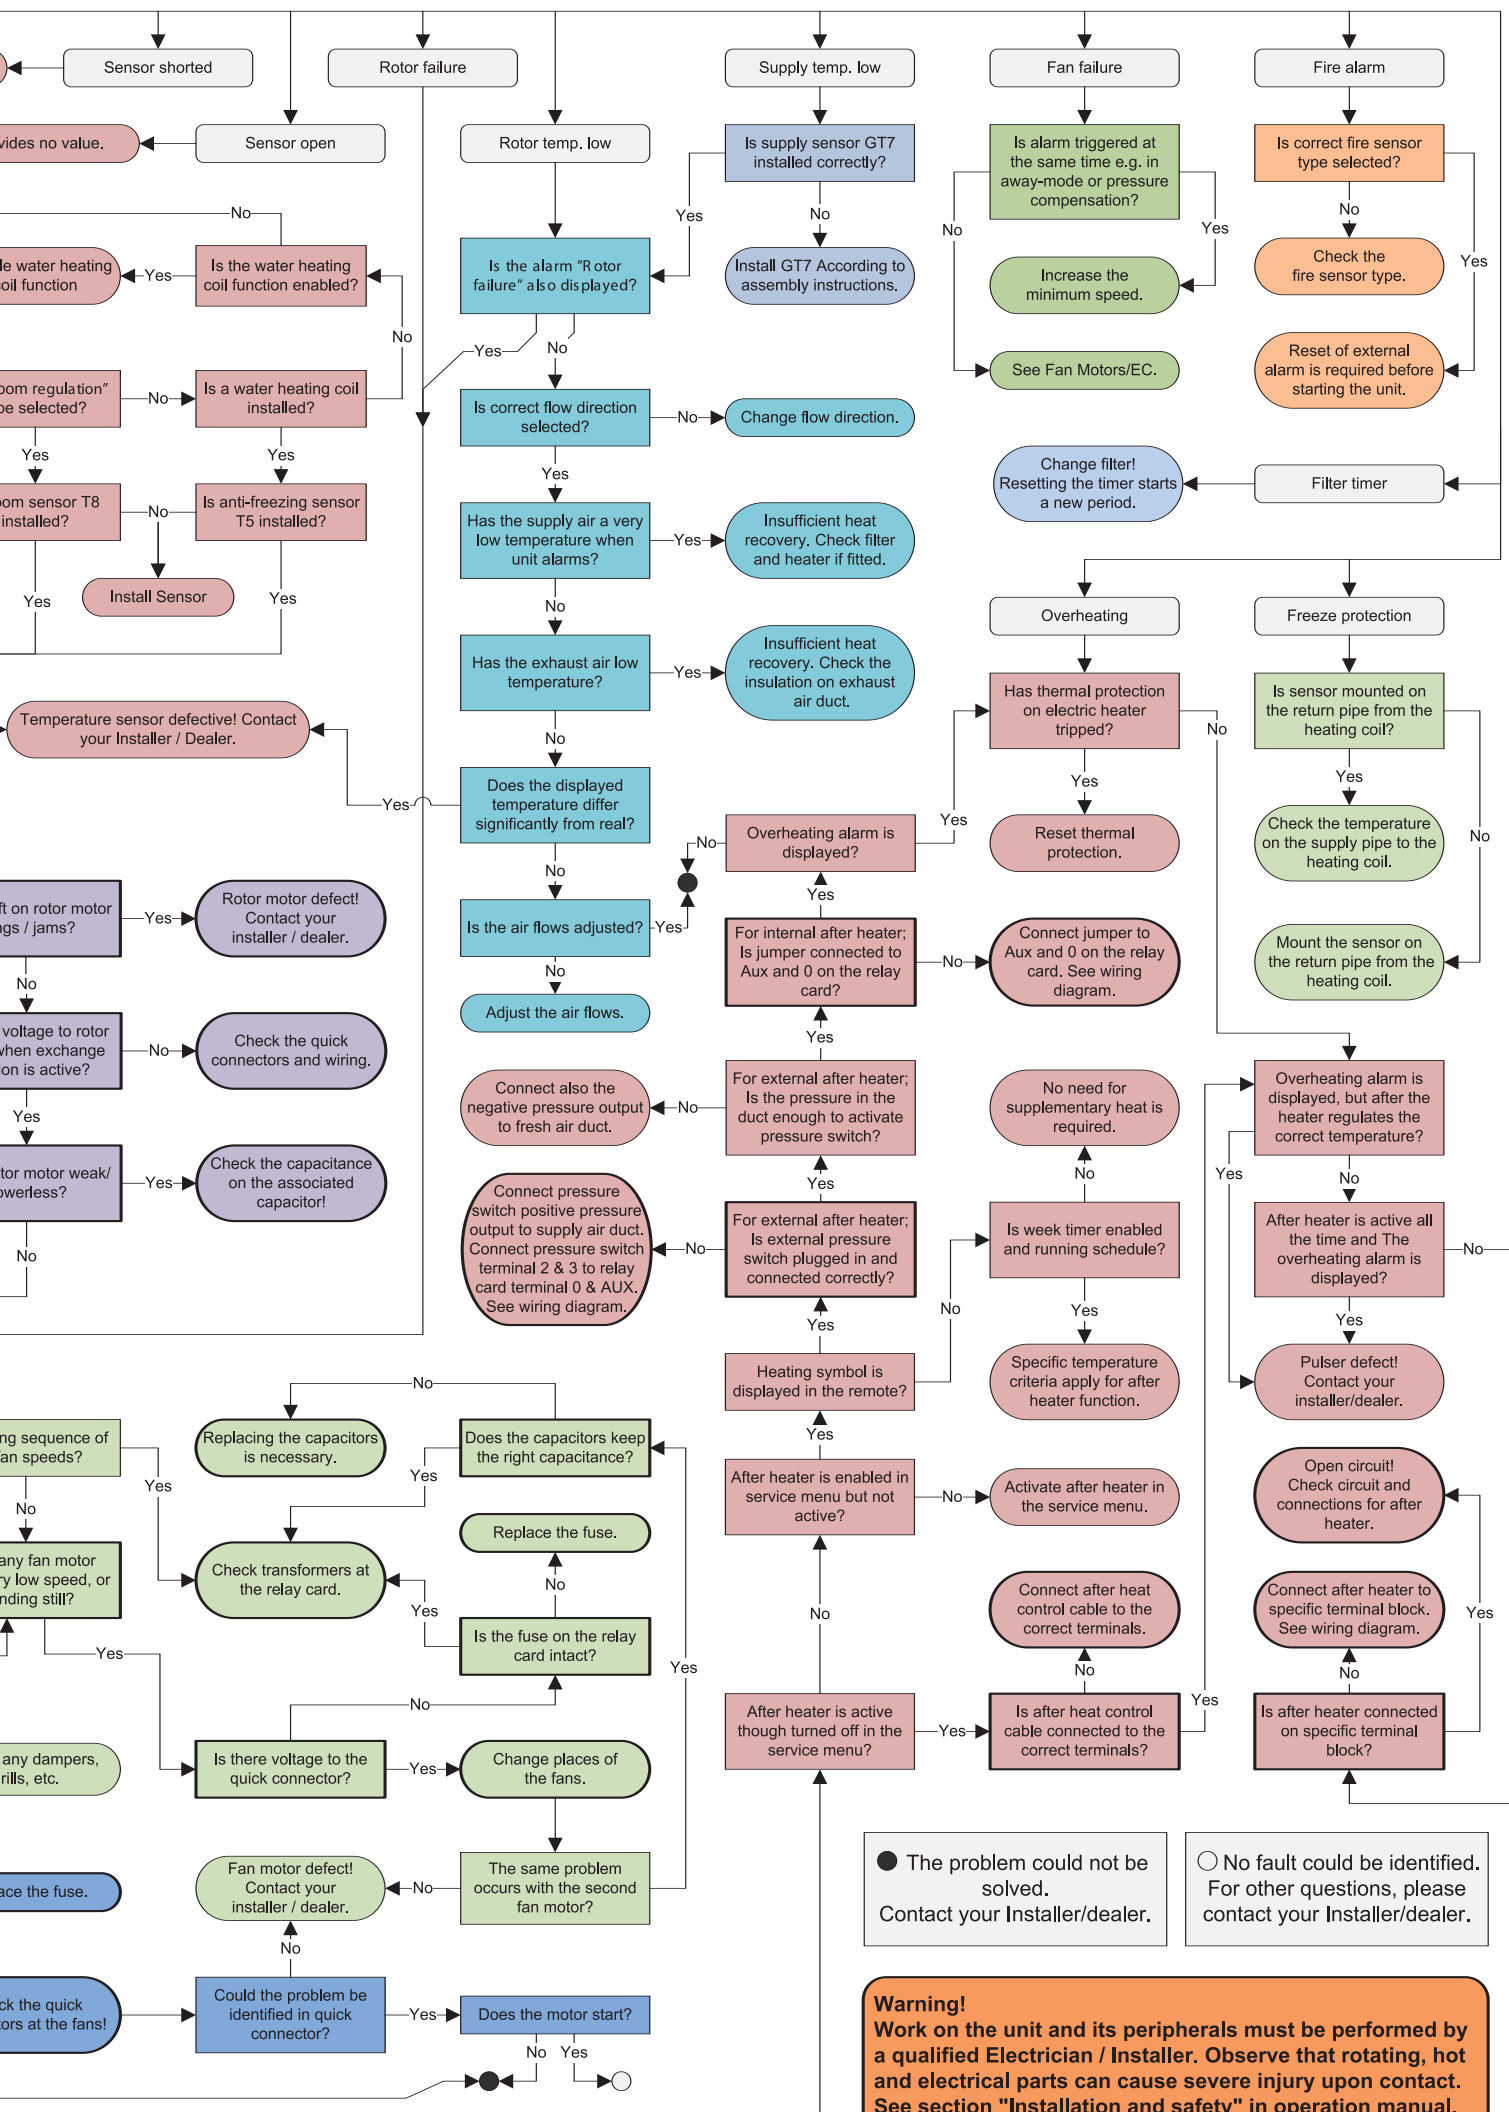 Sensor shorted
Rotor failure
Supply temp. low
Fan failure
Fire alarm
vides no value.
Sensor open
Rotor temp. low
Is supply sensor GT7
installed correctly?
Is alarm triggered at
the same time e.g. in
away-mode or pressure
compensation?
Is correct fire sensor
type selected?
No
Yes
No
No
Yes
No
Yes
le water heating
oil function
Yes
Is the water heating
coil function enabled?
Is the alarm "Rotor
failure" also displayed?
Install GT7 According to
assembly instructions.
Increase the
minimum speed.
Check the
fire sensor type.
Yes
No
Yes
No
oom regulation"
pe selected?
No
Is a water heating coil
installed?
See Fan Motors/EC.
Reset of external
alarm is required before
starting the unit.
Is correct flow direction
selected?
No
Change flow direction.
Yes
Yes
Yes
Change filter!
Resetting the timer starts
a new period.
Filter timer
oom sensor T8
installed?
No
Is anti-freezing sensor
T5 installed?
Has the supply air a very
low temperature when
unit alarms?
Yes
Insufficient heat
recovery. Check filter
and heater if fitted.
Yes
Install Sensor
Yes
No
Overheating
Freeze protection
Has the exhaust air low
temperature?
Yes
Insufficient heat
recovery. Check the
insulation on exhaust
air duct.
Has thermal protection
on electric heater
tripped?
Is sensor mounted on
the return pipe from the
heating coil?
Temperature sensor defective! Contact
your Installer / Dealer.
No
No
Yes
Yes
Yes
Does the displayed
temperature differ
significantly from real?
Yes
Overheating alarm is
displayed?
No
Reset thermal
protection.
Check the temperature
on the supply pipe to the
heating coil.
No
No
Yes
ft on rotor motor
ngs / jams?
Yes
Rotor motor defect!
Contact your
installer / dealer.
Is the air flows adjusted?
Yes
For internal after heater;
Is jumper connected to
Aux and 0 on the relay
card?
No
Connect jumper to
Aux and 0 on the relay
card. See wiring
diagram.
Mount the sensor on
the return pipe from the
heating coil.
No
No
Adjust the air flows.
Yes
voltage to rotor
when exchange
ion is active?
No
Check the quick
connectors and wiring.
Connect also the
negative pressure output
to fresh air duct.
No
For external after heater;
Is the pressure in the
duct enough to activate
pressure switch?
No need for
supplementary heat is
required.
Overheating alarm is
displayed, but after the
heater regulates the
correct temperature?
Yes
Yes
No
Yes
No
tor motor weak/
owerless?
Yes
Check the capacitance
on the associated
capacitor!
Connect pressure
switch positive pressure
output to supply air duct.
Connect pressure switch
terminal 2 & 3 to relay
card terminal 0 & AUX.
See wiring diagram.
No
For external after heater;
Is external pressure
switch plugged in and
connected correctly?
Is week timer enabled
and running schedule?
After heater is active all
the time and The
overheating alarm is
displayed?
No
No
Yes
No
Yes
Yes
Heating symbol is
displayed in the remote?
Specific temperature
criteria apply for after
heater function.
Pulser defect!
Contact your
installer/dealer.
No
Yes
ing sequence of
fan speeds?
Replacing the capacitors
is necessary.
Does the capacitors keep
the right capacitance?
Yes
Yes
After heater is enabled in
service menu but not
active?
No
Activate after heater in
the service menu.
Open circuit!
Check circuit and
connections for after
heater.
No
Replace the fuse.
any fan motor
ry low speed, or
nding still?
Check transformers at
the relay card.
No
Yes
No
Connect after heat
control cable to the
correct terminals.
Connect after heater to
specific terminal block.
See wiring diagram.
Yes
Is the fuse on the relay
card intact?
Yes
Yes
No
No
No
Yes
After heater is active
though turned off in the
service menu?
Yes
Is after heat control
cable connected to the
correct terminals?
Is after heater connected
on specific terminal
block?
any dampers,
rills, etc.
Is there voltage to the
quick connector?
Yes
Change places of
the fans.
Fan motor defect!
Contact your
installer / dealer.
No
The same problem
occurs with the second
fan motor?
The problem could not be
solved.
Contact your Installer/dealer.
No fault could be identified.
For other questions, please
contact your Installer/dealer.
ace the fuse.
No
ck the quick
tors at the fans!
Could the problem be
identified in quick
connector?
Yes
Does the motor start?
No
Yes
Warning!
Work on the unit and its peripherals must be performed by
a qualified Electrician / Installer. Observe that rotating, hot
and electrical parts can cause severe injury upon contact.
See section "Installation and safety" in operation manual.